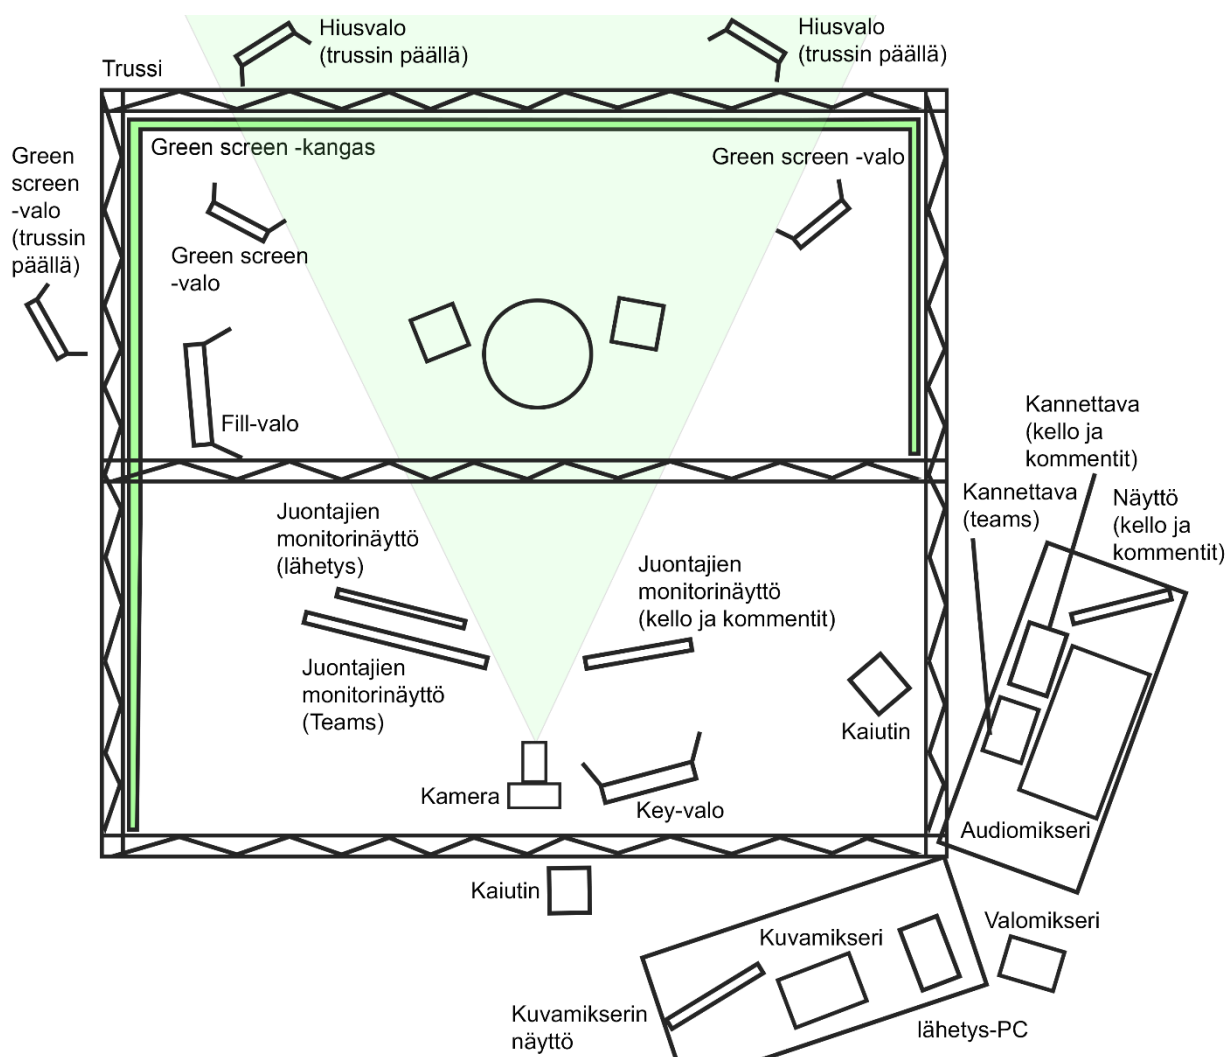 Hiusvalo
(trussin päällä)
Hiusvalo
(trussin päällä)
Trussi
Green screen -kangas
Green screen -valo
Green
screen
-valo
(trussin
päällä)
Green screen
-valo
Fill-valo
Kannettava
(kello ja
kommentit)
Kannettava
(teams)
Näyttö
(kello ja
kommentit)
Juontajien
monitorinäyttö
(lähetys)
Juontajien
monitorinäyttö
(kello ja kommentit)
Juontajien
monitorinäyttö
(Teams)
Kaiutin
Kamera
Key-valo
Audiomikseri
Kaiutin
Valomikseri
Kuvamikseri
Kuvamikserin
näyttö
lähetys-PC